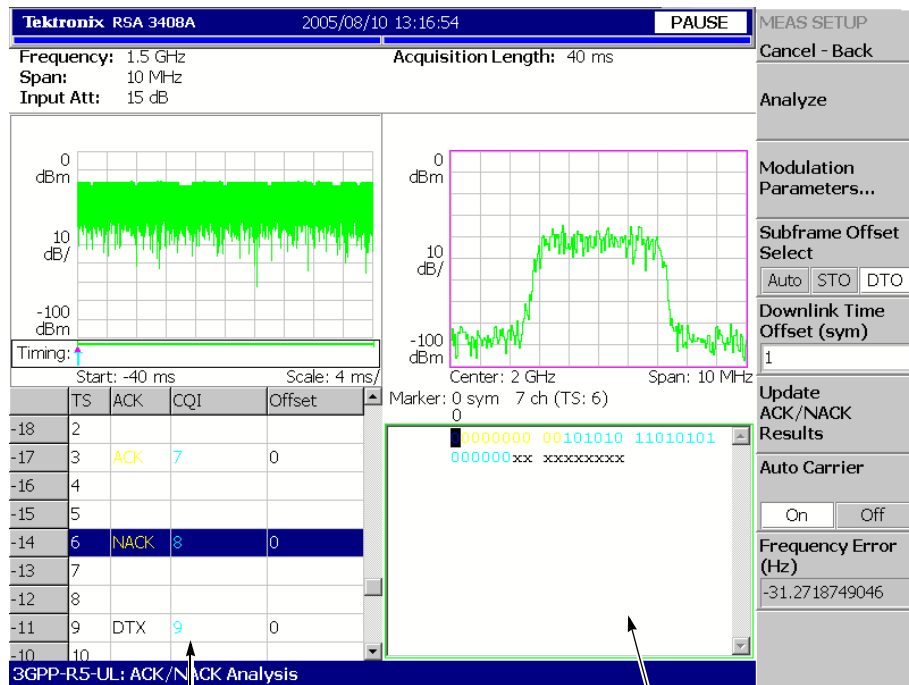 Tektronix RSA 3408A 2005/08/10 13:16:54 PAUSE
Frequency: 1.5 GHz
Span: 10 MHz
Input Att: 15 dB
Acquisition Length: 40 ms
0
dBm
10
dB/
-100
dBm
Timing:
Start: -40 ms Scale: 4 ms/
0
dBm
10
dB/
-100
dBm
Center: 2 GHz Span: 10 MHz
TS ACK CQI Offset
-18 2
-17 3 ACK 7 0
-16 4
-15 5
-14 6 NACK 8 0
-13 7
-12 8
-11 9 DTX 9 0
-10 10
Marker: 0 sym 7 ch (TS: 6)
0
00000000 00101010 11010101
000000xx xxxxxxxx
3GPP-R5-UL: ACK/NACK Analysis
MEAS SETUP
Cancel - Back
Analyze
Modulation
Parameters...
Subframe Offset
Select
Auto STO DTO
Downlink Time
Offset (sym)
1
Update
ACK/NACK
Results
Auto Carrier
On Off
Frequency Error
(Hz)
-31.2718749046